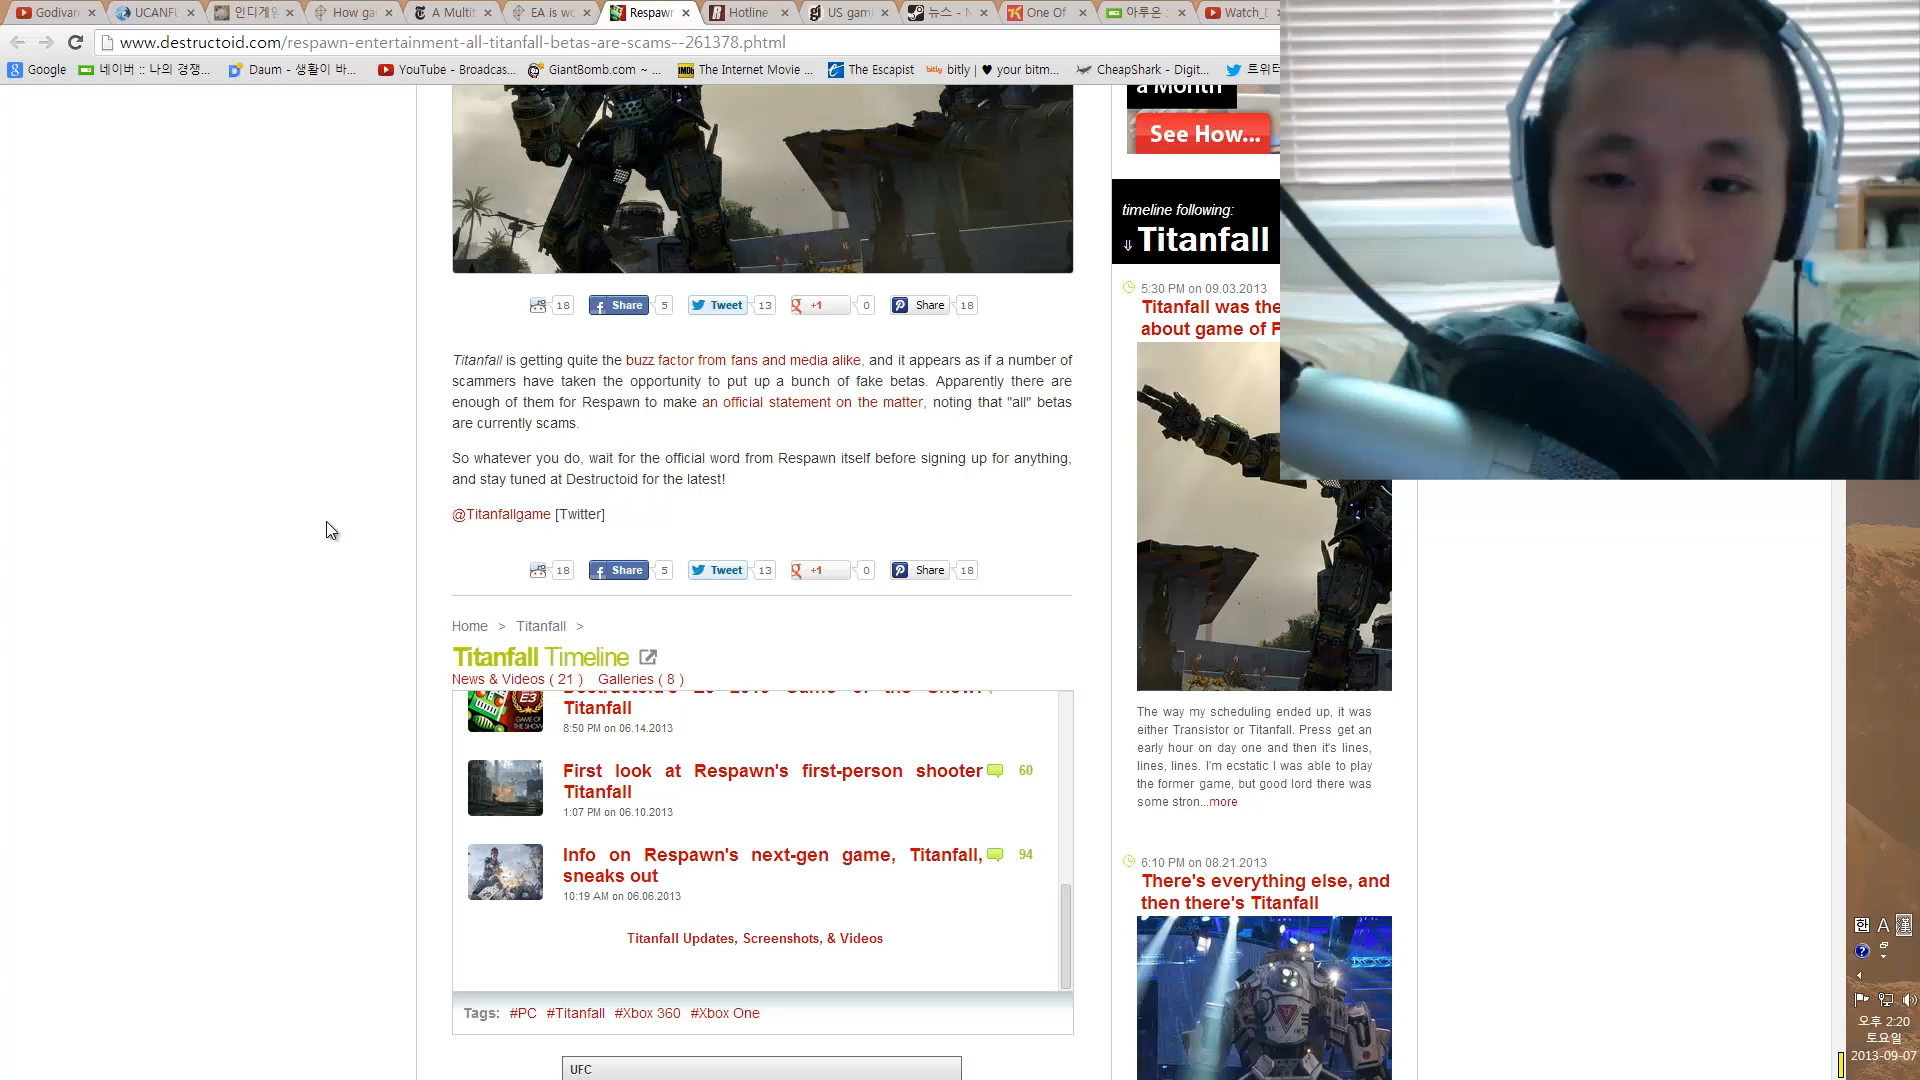 Godivan
UCANFU
인디게임
How ga
A Multi
EA is wo
Respawn
Hotline
US gam
뉴스 - N
One Of
아루온
Watch_D
www.destructoid.com/respawn-entertainment-all-titanfall-betas-are-scams--261378.phtml
Google
네이버 :: 나의 경쟁...
Daum - 생활이 바...
YouTube - Broadcas...
GiantBomb.com ~ ...
The Internet Movie ...
The Escapist
bitly | ♥ your bitm...
CheapShark - Digit...
트위터
a Month
See How...
timeline following:
⇓ Titanfall
5:30 PM on 09.03.2013
Titanfall was the
about game of P
18 Share 5 Tweet 13 +1 0 Share 18
Titanfall is getting quite the buzz factor from fans and media alike, and it appears as if a number of
scammers have taken the opportunity to put up a bunch of fake betas. Apparently there are
enough of them for Respawn to make an official statement on the matter, noting that "all" betas
are currently scams.
So whatever you do, wait for the official word from Respawn itself before signing up for anything,
and stay tuned at Destructoid for the latest!
@Titanfallgame [Twitter]
18 Share 5 Tweet 13 +1 0 Share 18
Home > Titanfall >
Titanfall Timeline
News & Videos ( 21 ) Galleries ( 8 )
Destructoid's E3 2013 Game of the Show:
Titanfall
8:50 PM on 06.14.2013
First look at Respawn's first-person shooter 60
Titanfall
1:07 PM on 06.10.2013
Info on Respawn's next-gen game, Titanfall, 94
sneaks out
10:19 AM on 06.06.2013
Titanfall Updates, Screenshots, & Videos
Tags: #PC #Titanfall #Xbox 360 #Xbox One
UFC
The way my scheduling ended up, it was
either Transistor or Titanfall. Press get an
early hour on day one and then it's lines,
lines, lines. I'm ecstatic I was able to play
the former game, but good lord there was
some stron...more
6:10 PM on 08.21.2013
There's everything else, and
then there's Titanfall
한 A 漢
오후 2:20
토요일
2013-09-07